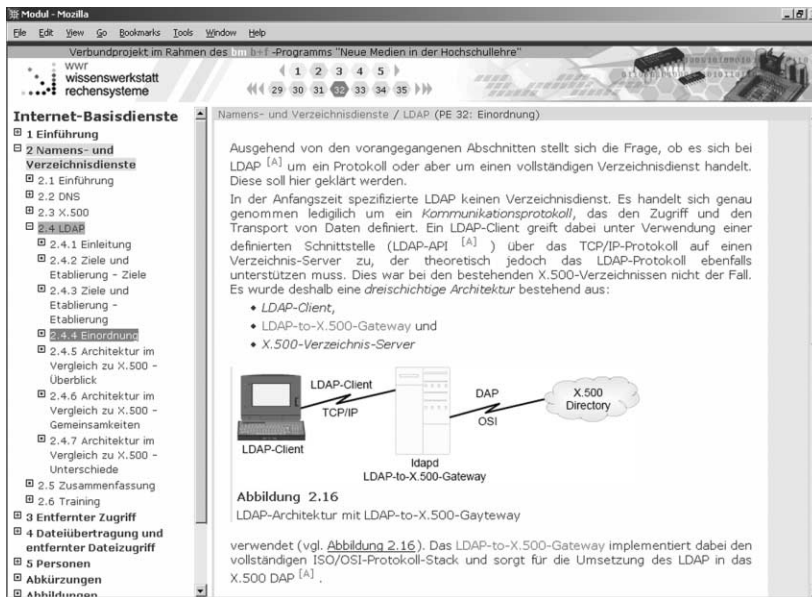 Modul - Mozilla
File Edit View Go Bookmarks Tools Window Help
Verbundprojekt im Rahmen des bm b+f -Programms "Neue Medien in der Hochschullehre"
wwr
wissenswerkstatt
rechensysteme
1 2 3 4 5
29 30 31 32 33 34 35
Internet-Basisdienste
1 Einführung
2 Namens- und
Verzeichnisdienste
2.1 Einführung
2.2 DNS
2.3 X.500
2.4 LDAP
2.4.1 Einleitung
2.4.2 Ziele und
Etablierung - Ziele
2.4.3 Ziele und
Etablierung -
Etablierung
2.4.4 Einordnung
2.4.5 Architektur im
Vergleich zu X.500 -
Überblick
2.4.6 Architektur im
Vergleich zu X.500 -
Gemeinsamkeiten
2.4.7 Architektur im
Vergleich zu X.500 -
Unterschiede
2.5 Zusammenfassung
2.6 Training
3 Entfernter Zugriff
4 Dateiübertragung und
entfernter Dateizugriff
5 Personen
Abkürzungen
Abbildungen
Namens- und Verzeichnisdienste / LDAP (PE 32: Einordnung)
Ausgehend von den vorangegangenen Abschnitten stellt sich die Frage, ob es sich bei
LDAP [A] um ein Protokoll oder aber um einen vollständigen Verzeichnisdienst handelt.
Diese soll hier geklärt werden.
In der Anfangszeit spezifizierte LDAP keinen Verzeichnisdienst. Es handelt sich genau
genommen lediglich um ein Kommunikationsprotokoll, das den Zugriff und den
Transport von Daten definiert. Ein LDAP-Client greift dabei unter Verwendung einer
definierten Schnittstelle (LDAP-API [A] ) über das TCP/IP-Protokoll auf einen
Verzeichnis-Server zu, der theoretisch jedoch das LDAP-Protokoll ebenfalls
unterstützen muss. Dies war bei den bestehenden X.500-Verzeichnissen nicht der Fall.
Es wurde deshalb eine dreischichtige Architektur bestehend aus:
LDAP-Client,
LDAP-to-X.500-Gateway und
X.500-Verzeichnis-Server
LDAP-Client
TCP/IP
DAP
OSI
X.500
Directory
LDAP-Client
ldapd
LDAP-to-X.500-Gateway
Abbildung 2.16
LDAP-Architektur mit LDAP-to-X.500-Gayteway
verwendet (vgl. Abbildung 2.16). Das LDAP-to-X.500-Gateway implementiert dabei den
vollständigen ISO/OSI-Protokoll-Stack und sorgt für die Umsetzung des LDAP in das
X.500 DAP [A] .